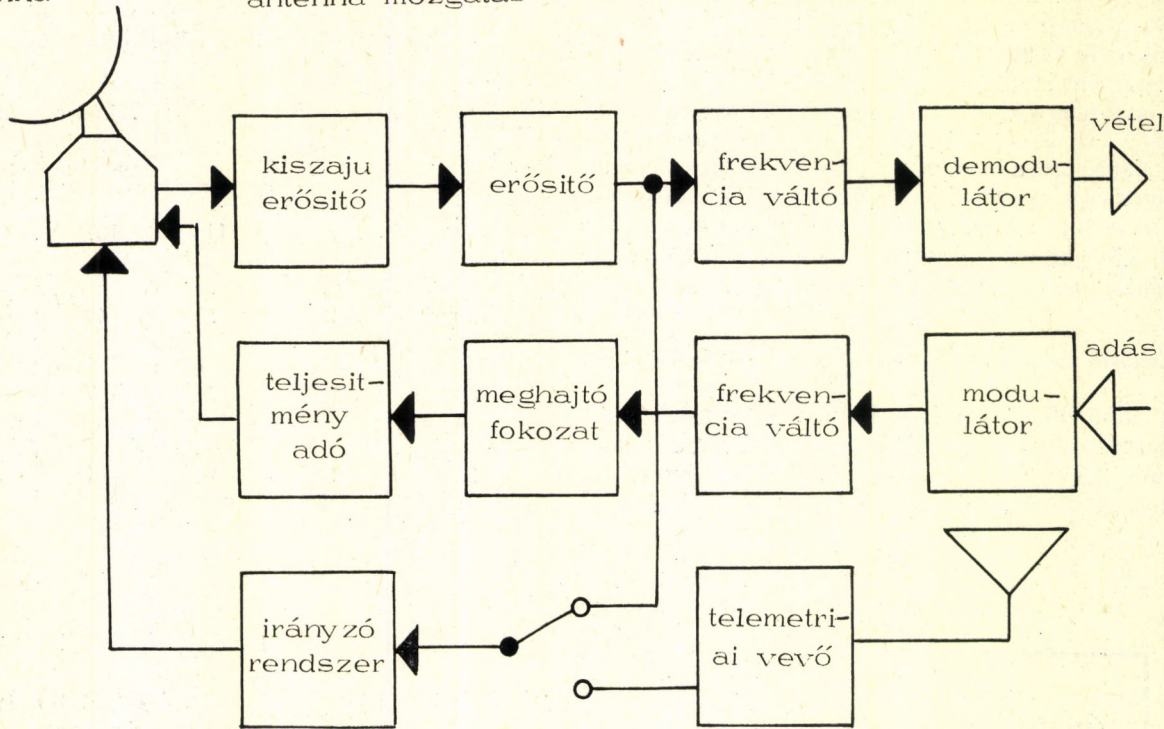 antenna mozgatás
kiszaju
erősitő
erősitő
frekven-
cia váltó
demodu-
látor
vétel
teljesit-
mény
adó
meghajtó
fokozat
frekven-
cia váltó
modu-
látor
adás
irányzó
rendszer
telemetri-
ai vevő